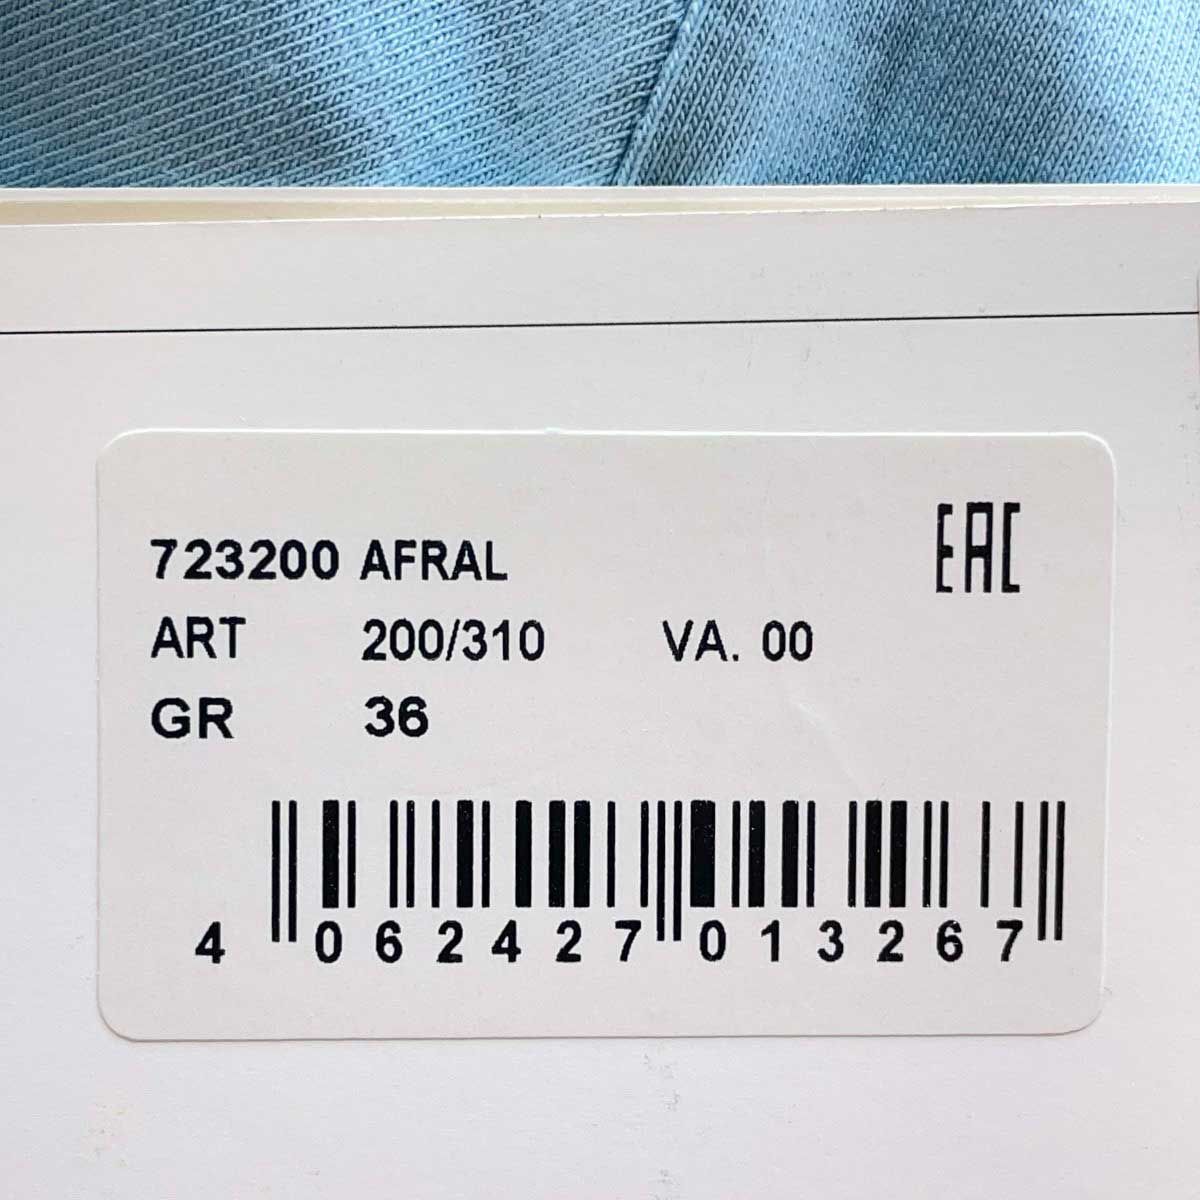 723200 AFRAL
EAC
ART 200/310 VA. 00
GR 36
4 062427 013267